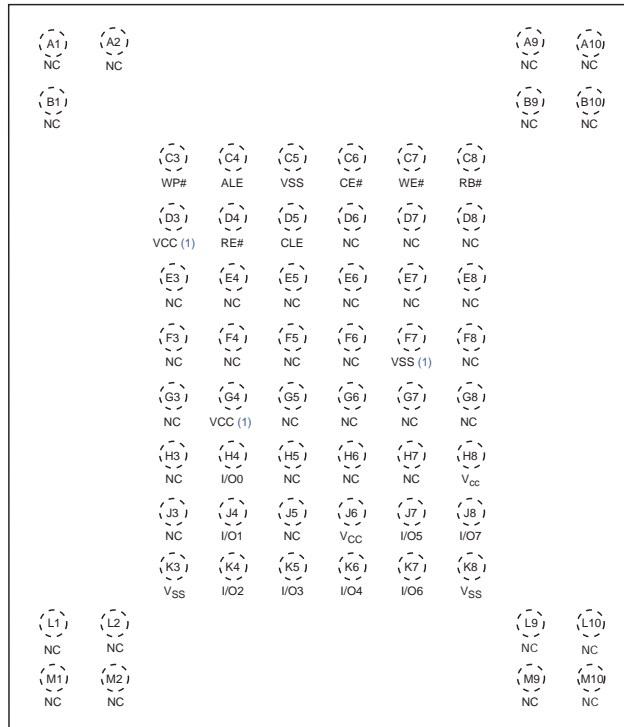 A1 A2 A9 A10
NC NC NC NC
B1 B9 B10
NC NC NC
C3 C4 C5 C6 C7 C8
WP# ALE VSS CE# WE# RB#
D3 D4 D5 D6 D7 D8
VCC (1) RE# CLE NC NC NC
E3 E4 E5 E6 E7 E8
NC NC NC NC NC NC
F3 F4 F5 F6 F7 F8
NC NC NC NC VSS (1) NC
G3 G4 G5 G6 G7 G8
NC VCC (1) NC NC NC NC
H3 H4 H5 H6 H7 H8
NC I/O0 NC NC NC Vcc
J3 J4 J5 J6 J7 J8
NC I/O1 NC VCC I/O5 I/O7
K3 K4 K5 K6 K7 K8
VSS I/O2 I/O3 I/O4 I/O6 VSS
L1 L2 L9 L10
NC NC NC NC
M1 M2 M9 M10
NC NC NC NC